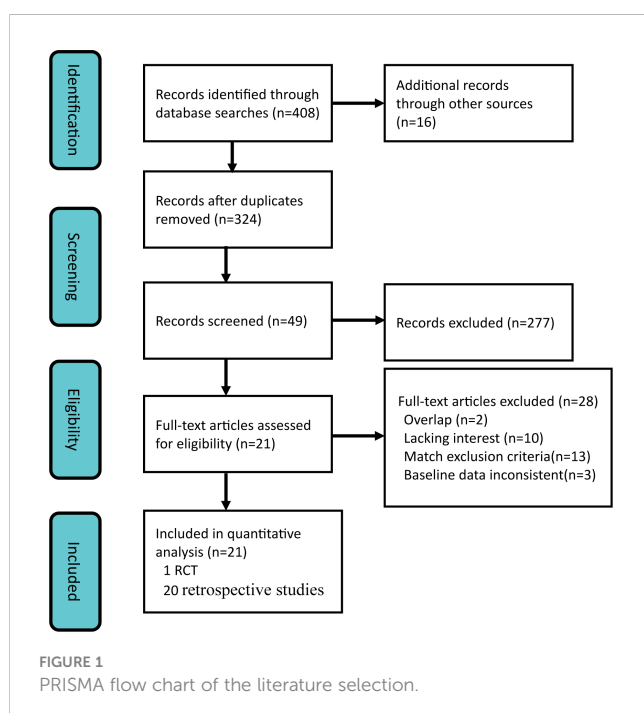 Identification
Records identified through
database searches (n=408)
Additional records
through other sources
(n=16)
Records after duplicates
removed (n=324)
Screening
Records screened (n=49)
Records excluded (n=277)
Eligibility
Full-text articles assessed
for eligibility (n=21)
Full-text articles excluded (n=28)
Overlap (n=2)
Lacking interest (n=10)
Match exclusion criteria(n=13)
Baseline data inconsistent(n=3)
Included
Included in quantitative
analysis (n=21)
1 RCT
20 retrospective studies
FIGURE 1
PRISMA flow chart of the literature selection.